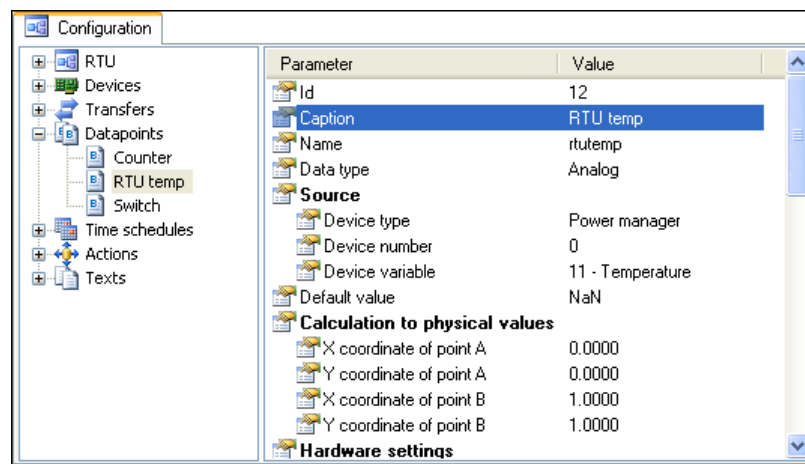 Configuration
RTU
Devices
Transfers
Datapoints
Counter
RTU temp
Switch
Time schedules
Actions
Texts
Parameter Value
Id 12
Caption RTU temp
Name rtutemp
Data type Analog
Source
Device type Power manager
Device number 0
Device variable 11 - Temperature
Default value NaN
Calculation to physical values
X coordinate of point A 0.0000
Y coordinate of point A 0.0000
X coordinate of point B 1.0000
Y coordinate of point B 1.0000
Hardware settings